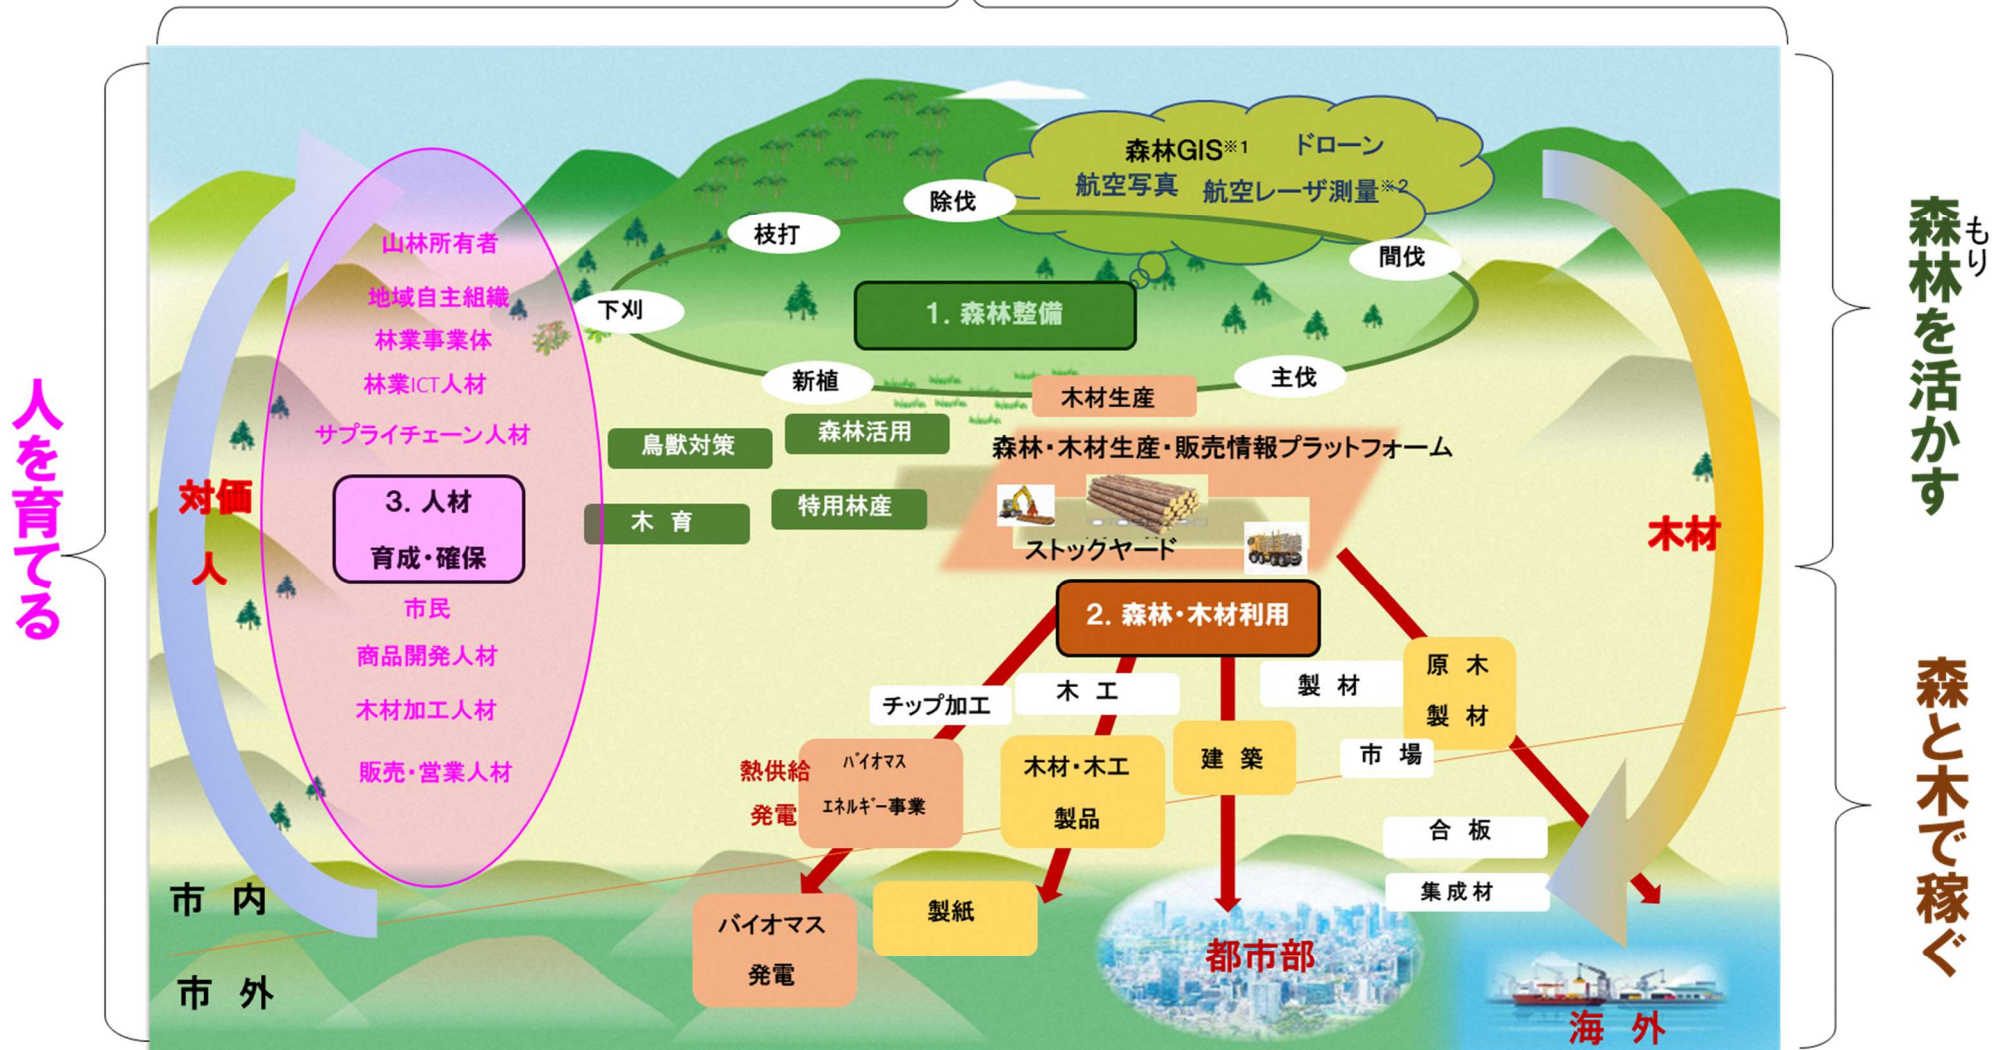 森林GIS※1
ドローン
航空写真
航空レーザ測量※2
除伐
枝打
間伐
下刈
1. 森林整備
新植
主伐
木材生産
山林所有者
地域自主組織
林業事業体
林業ICT人材
サプライチェーン人材
3. 人材
育成・確保
市民
商品開発人材
木材加工人材
販売・営業人材
人を育てる
対価
人
鳥獣対策
森林活用
木 育
特用林産
森林・木材生産・販売情報プラットフォーム
ストックヤード
2. 森林・木材利用
木材
森林を活かす
もり
森と木で稼ぐ
チップ加工
木 工
製 材
原 木
製 材
熱供給
発電
バイオマス
エネルギー事業
木材・木工
製品
建 築
市 場
合 板
集成材
市 内
市 外
バイオマス
発電
製紙
都市部
海 外